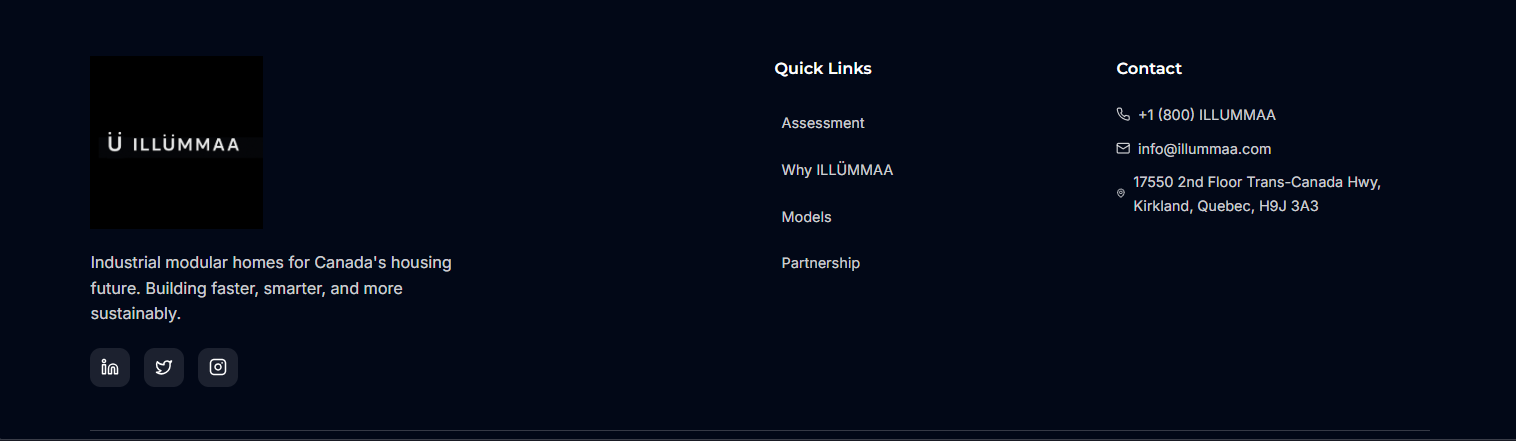 Ü ILLÜMMAA
Industrial modular homes for Canada's housing
future. Building faster, smarter, and more
sustainably.
in
Quick Links
Assessment
Why ILLÜMMAA
Models
Partnership
Contact
+1 (800) ILLUMMAA
info@illummaa.com
17550 2nd Floor Trans-Canada Hwy,
Kirkland, Quebec, H9J 3A3